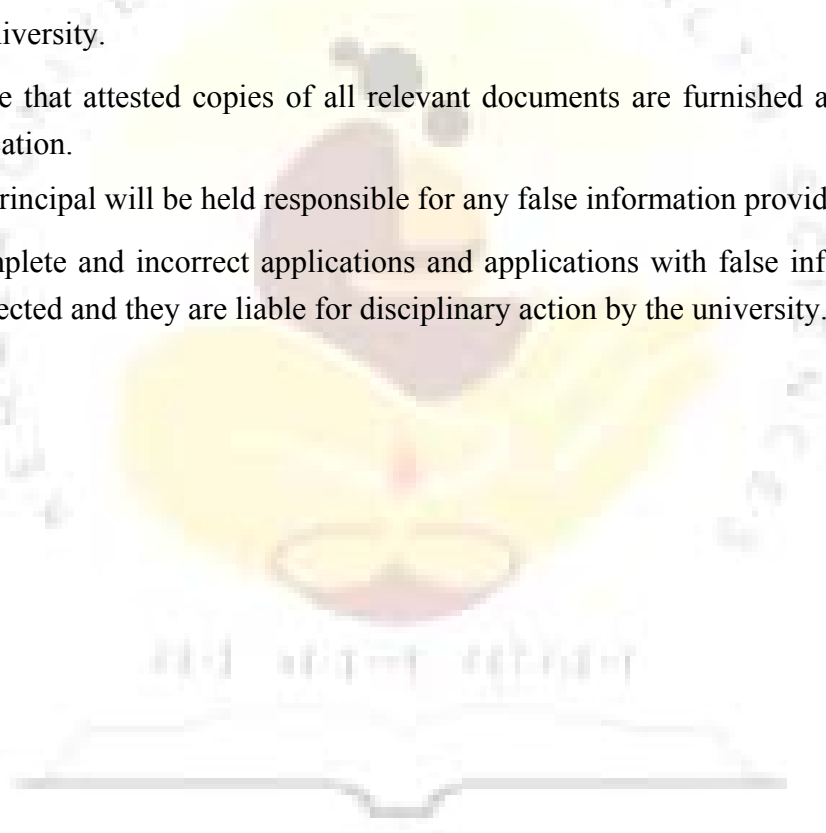 iversity.
e that attested copies of all relevant documents are furnished a
ation.
rincipal will be held responsible for any false information provid
plete and incorrect applications and applications with false inf
ected and they are liable for disciplinary action by the university.